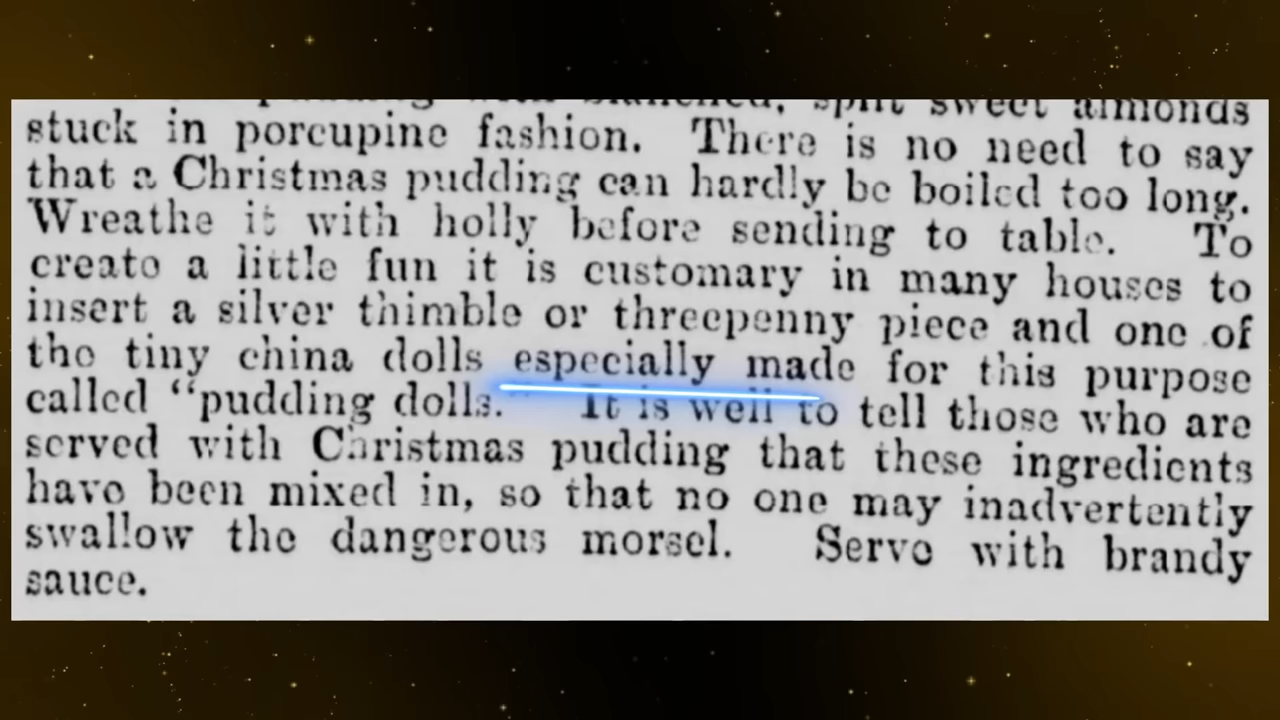 split sweet almonds
stuck in porcupine fashion. There is no need to say
that a Christmas pudding can hardly be boiled too long.
Wreathe it with holly before sending to table. To
create a little fun it is customary in many houses to
insert a silver thimble or threepenny piece and one of
the tiny china dolls especially made for this purpose
called "pudding dolls." It is well to tell those who are
served with Christmas pudding that these ingredients
have been mixed in, so that no one may inadvertently
swallow the dangerous morsel. Serve with brandy
sauce.